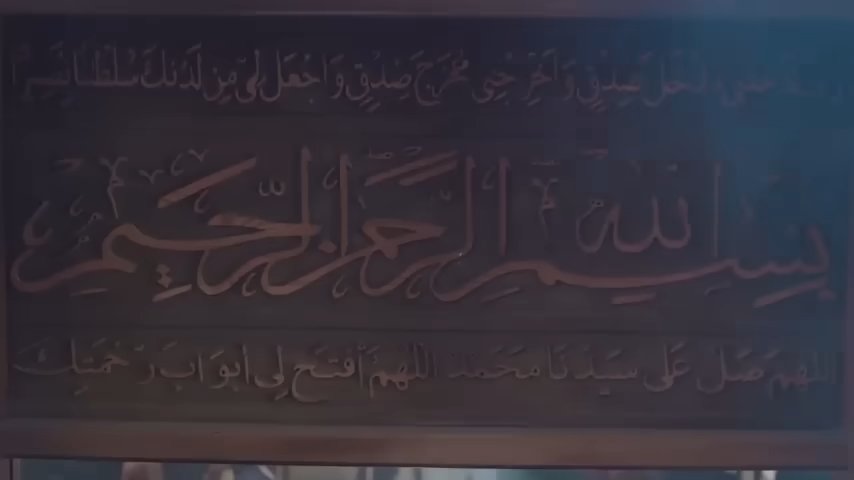 مدخل صدق وأخرجني مخرج صدق واجعل لي من لدنك سلطانا نصيرا
بسم الله الرحمن الرحيم
اللهم صل على سيدنا محمد اللهم افتح لي أبواب رحمتك